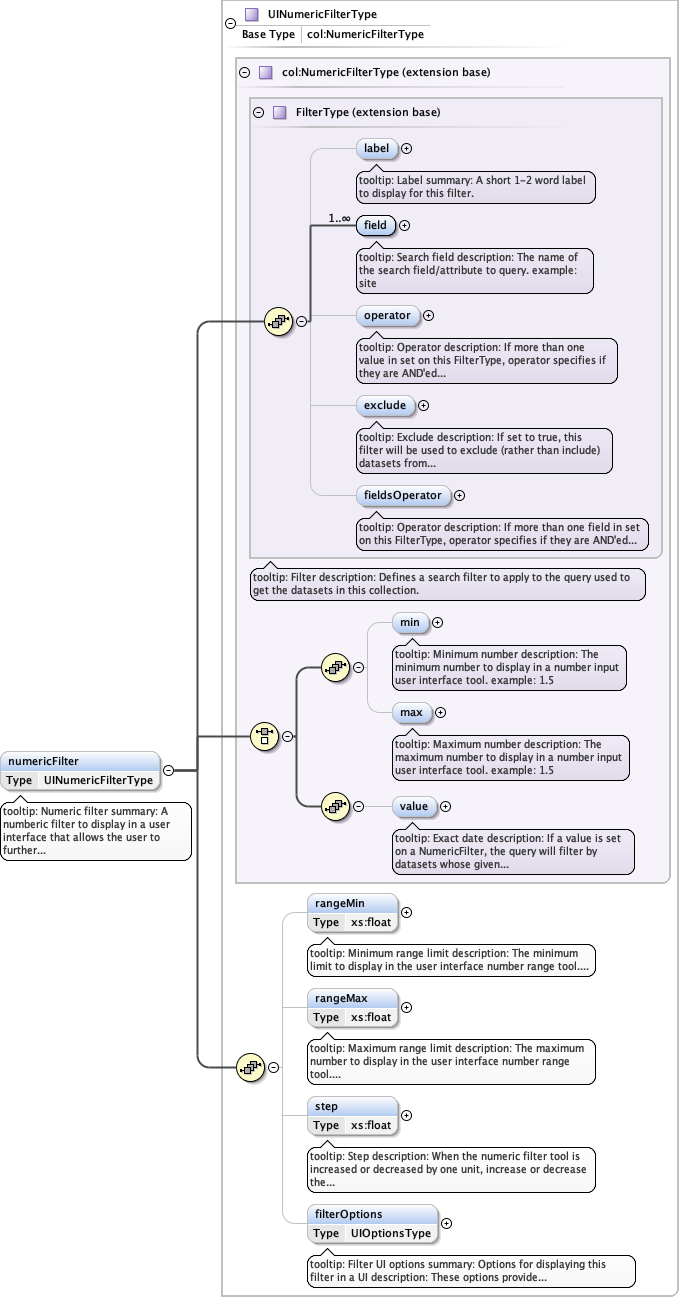 UINumericFilterType
Base Type col:NumericFilterType
col:NumericFilterType (extension base)
FilterType (extension base)
label
tooltip: Label summary: A short 1-2 word label
to display for this filter.
1..∞
field
tooltip: Search field description: The name of
the search field/attribute to query. example:
site
operator
tooltip: Operator description: If more than one
value in set on this FilterType, operator specifies if
they are AND'ed...
exclude
tooltip: Exclude description: If set to true, this
filter will be used to exclude (rather than include)
datasets from...
fieldsOperator
tooltip: Operator description: If more than one field in set
on this FilterType, operator specifies if they are AND'ed...
tooltip: Filter description: Defines a search filter to apply to the query used to
get the datasets in this collection.
min
tooltip: Minimum number description: The
minimum number to display in a number input
user interface tool. example: 1.5
max
tooltip: Maximum number description: The
maximum number to display in a number input
user interface tool. example: 1.5
numericFilter
Type UINumericFilterType
tooltip: Numeric filter summary: A
numberic filter to display in a user
interface that allows the user to
further...
value
tooltip: Exact date description: If a value is set
on a NumericFilter, the query will filter by
datasets whose given...
rangeMin
Type xs:float
tooltip: Minimum range limit description: The minimum
limit to display in the user interface number range tool....
rangeMax
Type xs:float
tooltip: Maximum range limit description: The maximum
number to display in the user interface number range
tool....
step
Type xs:float
tooltip: Step description: When the numeric filter tool is
increased or decreased by one unit, increase or decrease
the...
filterOptions
Type UIOptionsType
tooltip: Filter UI options summary: Options for displaying this
filter in a UI description: These options provide...